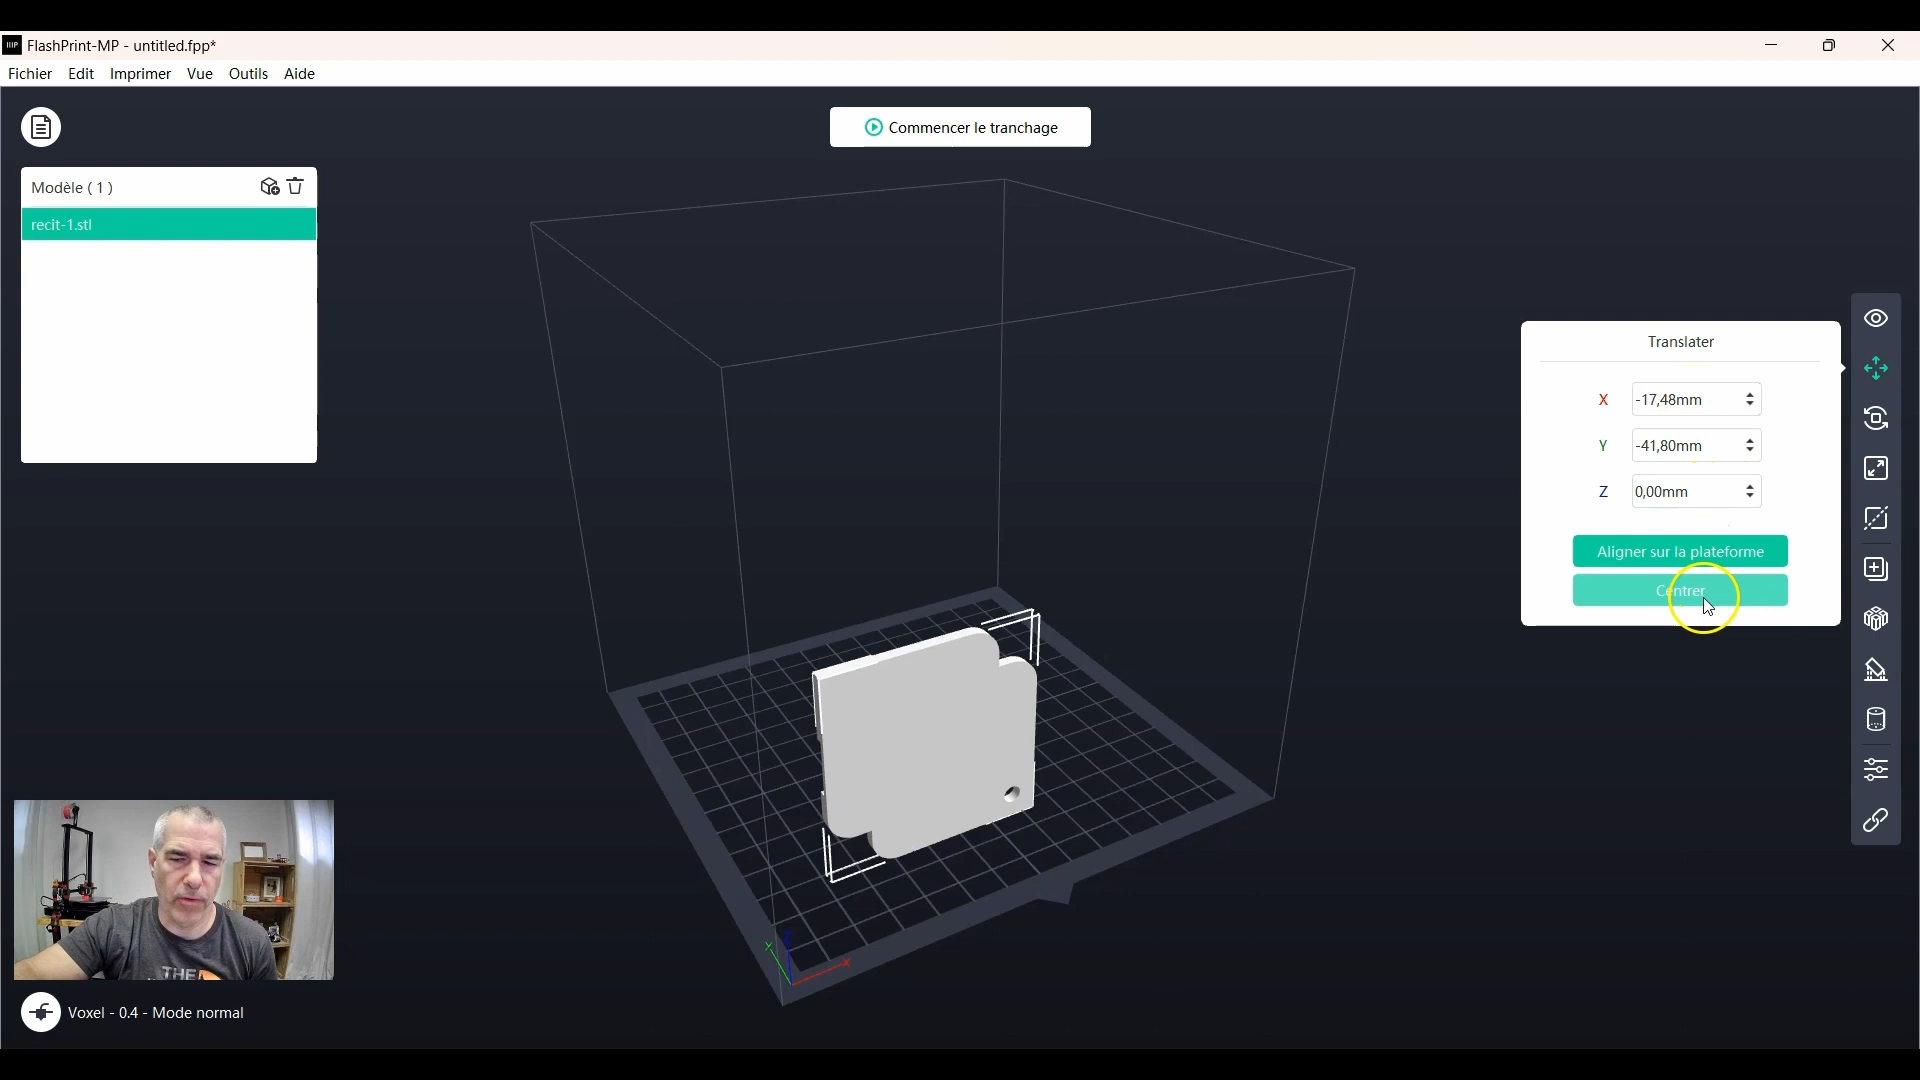 FlashPrint-MP - untitled.fpp*
Fichier Edit Imprimer Vue Outils Aide
Commencer le tranchage
Modèle ( 1 )
recit-1.stl
Translater
X -17,48mm
Y -41,80mm
Z 0,00mm
Aligner sur la plateforme
Centrer
Y
X
THE
Voxel - 0.4 - Mode normal